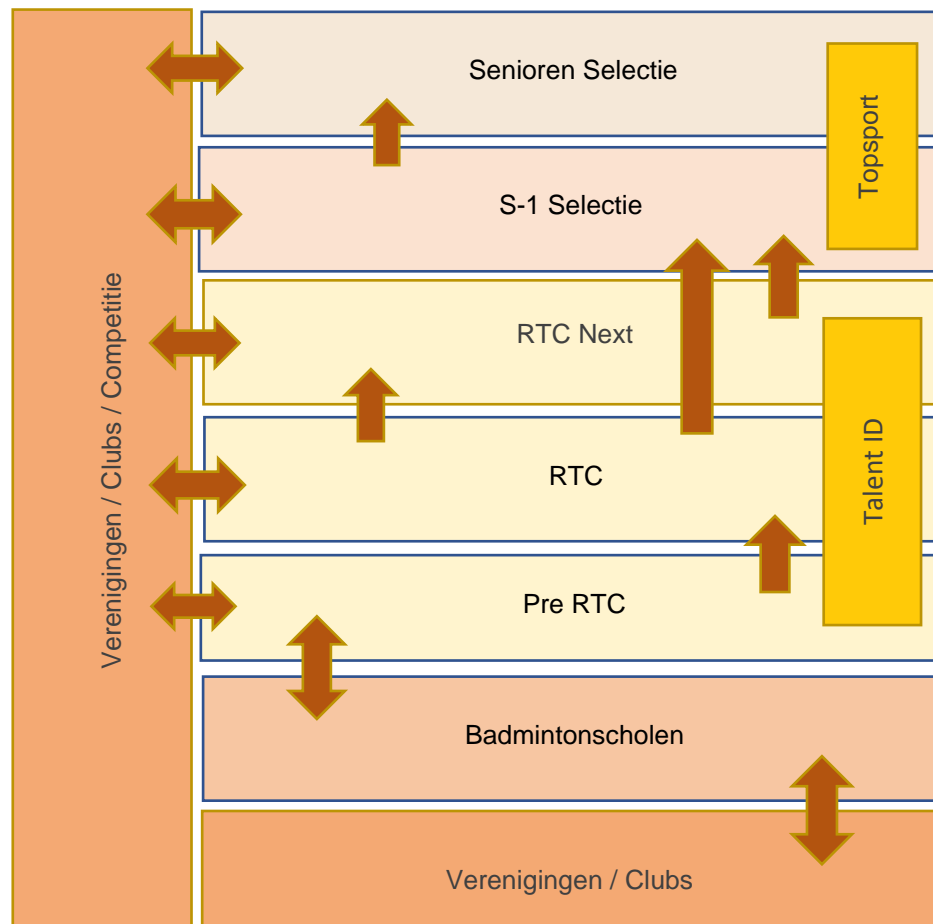 Verenigingen / Clubs / Competitie
Senioren Selectie
Topsport
S-1 Selectie
RTC Next
Talent ID
RTC
Pre RTC
Badmintonscholen
Verenigingen / Clubs